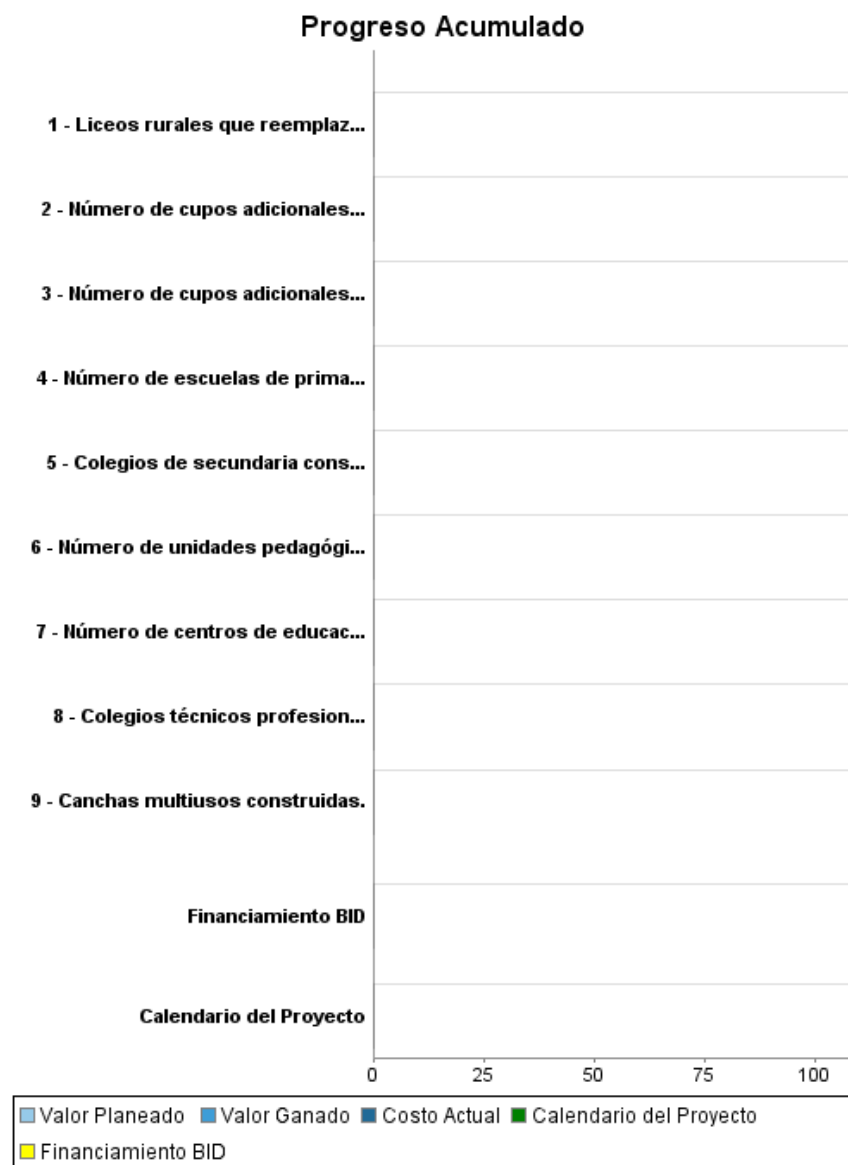 Progreso Acumulado
1 - Liceos rurales que reemplaz...
2 - Número de cupos adicionales...
3 - Número de cupos adicionales...
4 - Número de escuelas de prima...
5 - Colegios de secundaria cons...
6 - Número de unidades pedagógi...
7 - Número de centros de educac...
8 - Colegios técnicos profesion...
9 - Canchas multiusos construidas.
Financiamiento BID
Calendario del Proyecto
0 25 50 75 100
Valor Planeado Valor Ganado Costo Actual Calendario del Proyecto
Financiamiento BID